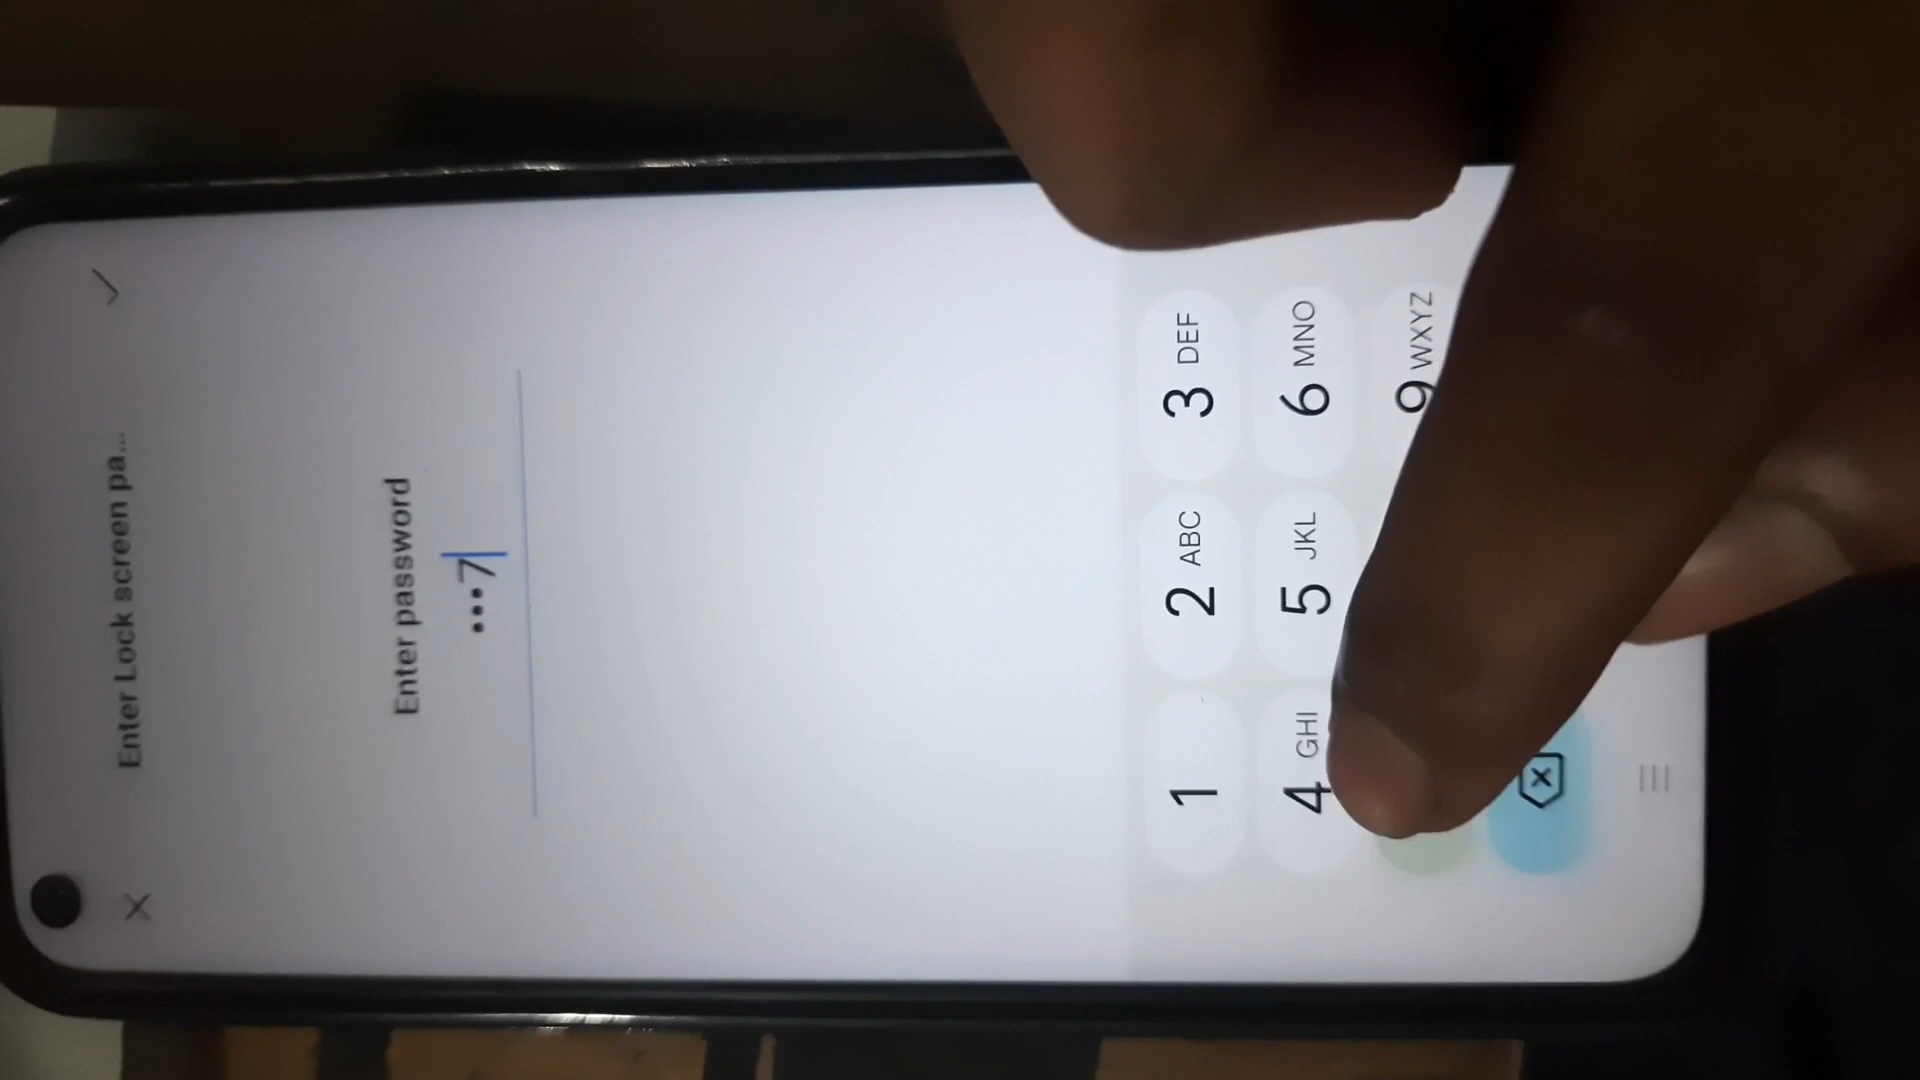 Enter Lock screen pa...
Enter password
•••7
1
2 ABC
3 DEF
4 GHI
5 JKL
6 MNO
9 WXYZ